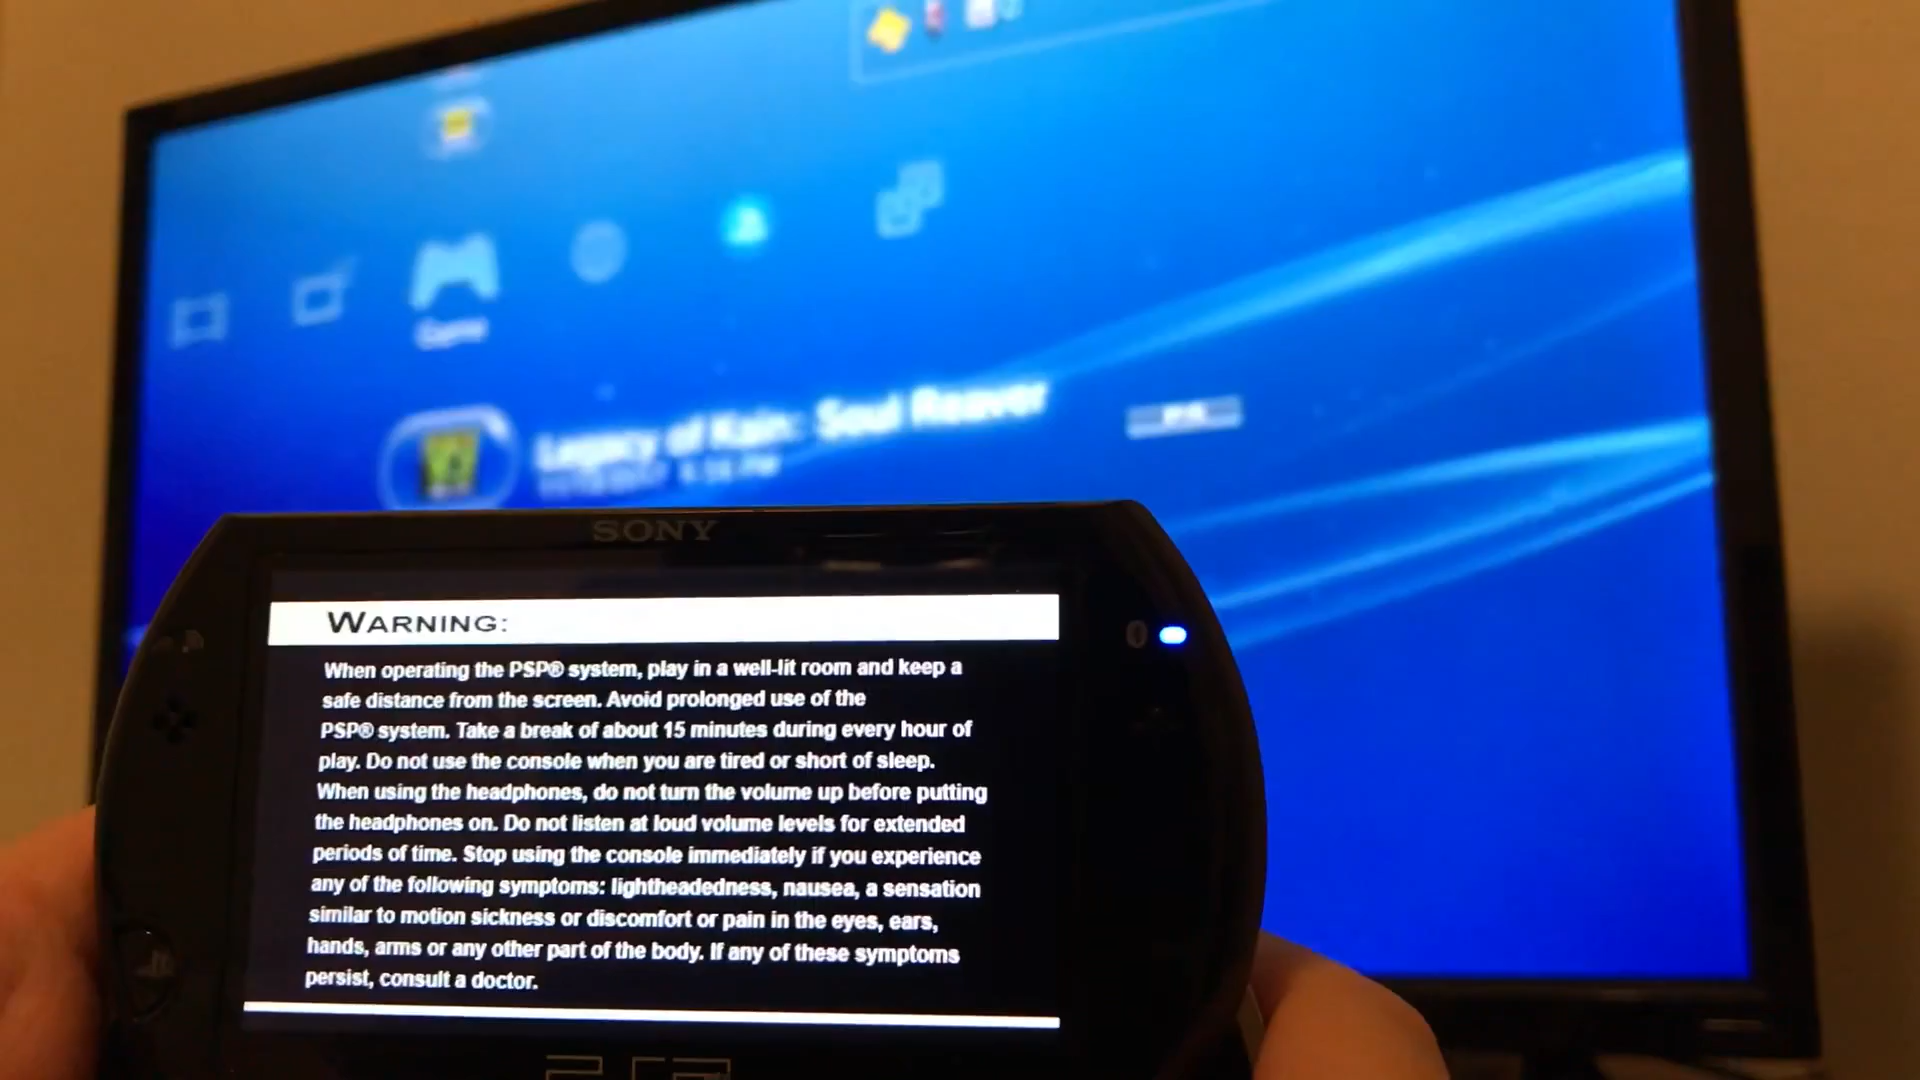 Game
Legacy of Kain: Soul Reaver
SONY
WARNING:
When operating the PSP® system, play in a well-lit room and keep a
safe distance from the screen. Avoid prolonged use of the
PSP® system. Take a break of about 15 minutes during every hour of
play. Do not use the console when you are tired or short of sleep.
When using the headphones, do not turn the volume up before putting
the headphones on. Do not listen at loud volume levels for extended
periods of time. Stop using the console immediately if you experience
any of the following symptoms: lightheadedness, nausea, a sensation
similar to motion sickness or discomfort or pain in the eyes, ears,
hands, arms or any other part of the body. If any of these symptoms
persist, consult a doctor.